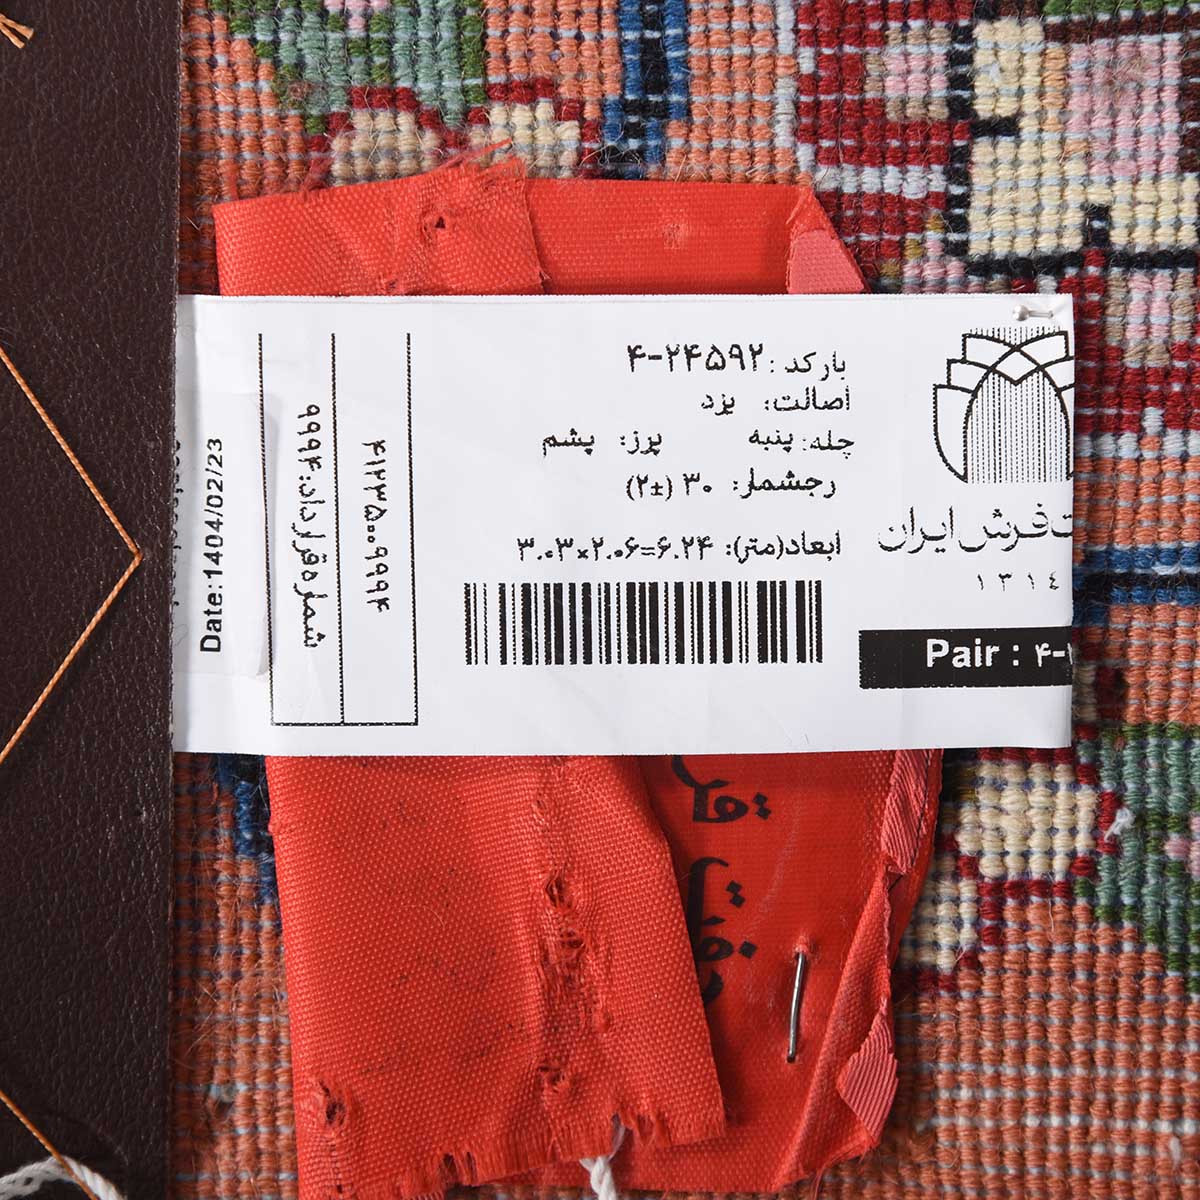 بارکد: ۴-۲۴۵۹۲
اصالت: یزد
چله: پنبه پرز: پشم
رجشمار: ۳۰ (±۲)
ابعاد(متر): ۳.۰۳×۲.۰۶=۶.۲۴
فرش ایران
۱۳۱٤
Pair : ۴-
۴۱۲۳۵۰۰۹۹۹۴
شماره قرارداد: ۹۹۹۴
Date:1404/02/23